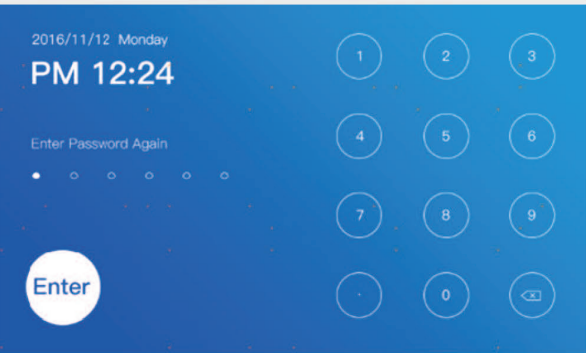 2016/11/12 Monday
PM 12:24
Enter Password Again
Enter
1 2 3
4 5 6
7 8 9
· 0